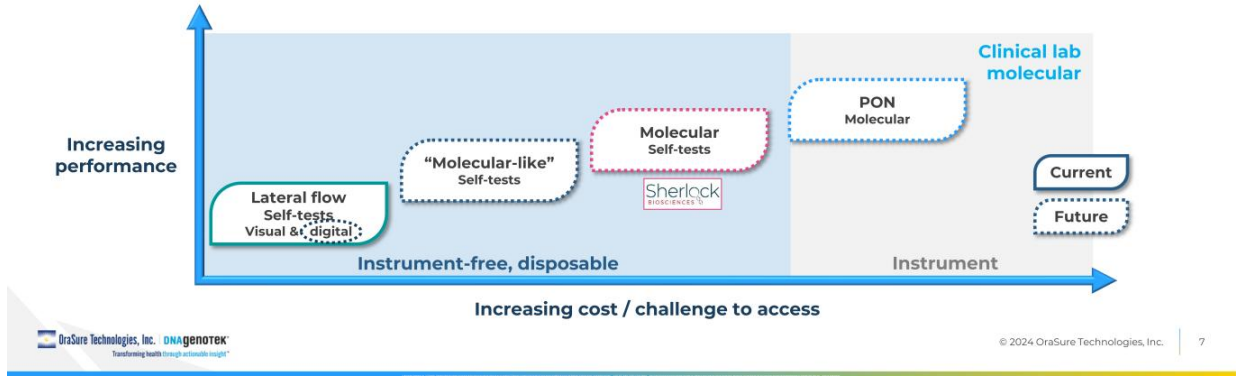 Clinical lab
molecular
PON
Molecular
Molecular
Self-tests
Increasing
performance
"Molecular-like"
Self-tests
Current
Sherlock
BIOSCIENCES
Lateral flow
Self-tests
Visual & digital
Future
Instrument-free, disposable
Instrument
Increasing cost / challenge to access
OraSure Technologies, Inc. DNAGENOTEK
Transforming health through actionable insight™
© 2024 OraSure Technologies, Inc.
7